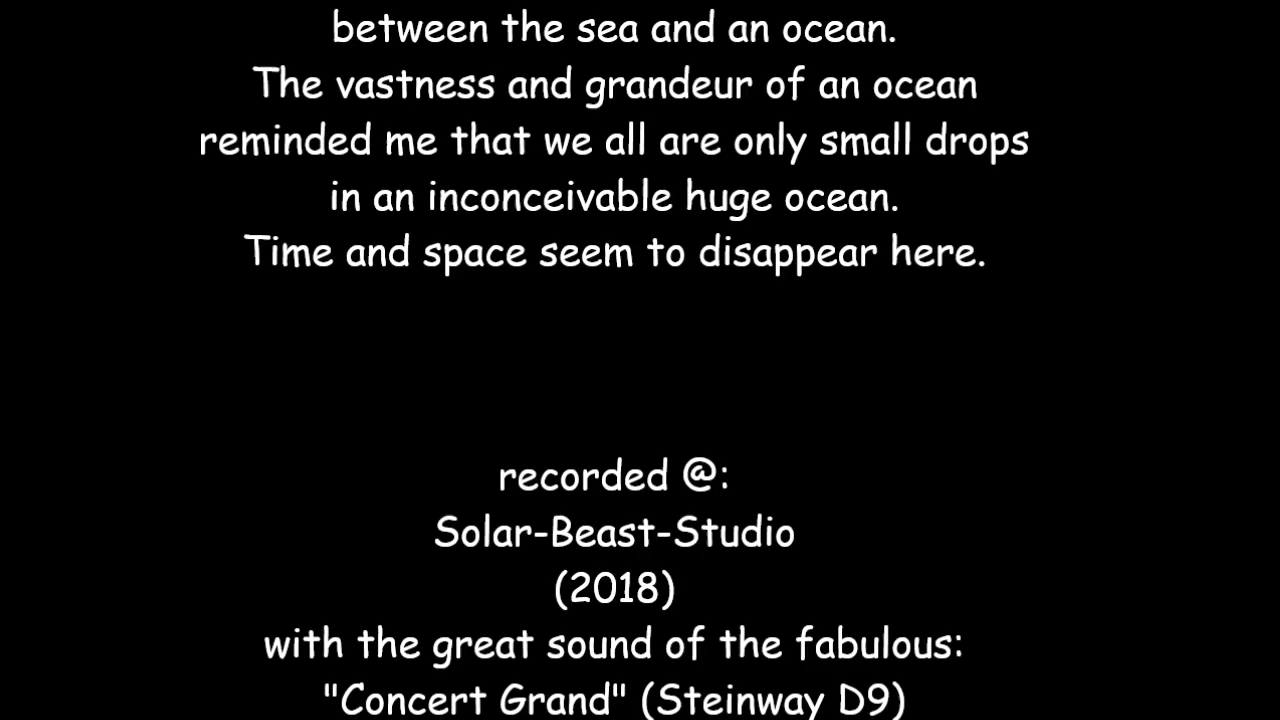 between the sea and an ocean.
The vastness and grandeur of an ocean
reminded me that we all are only small drops
in an inconceivable huge ocean.
Time and space seem to disappear here.
recorded @:
Solar-Beast-Studio
(2018)
with the great sound of the fabulous:
"Concert Grand" (Steinway D9)